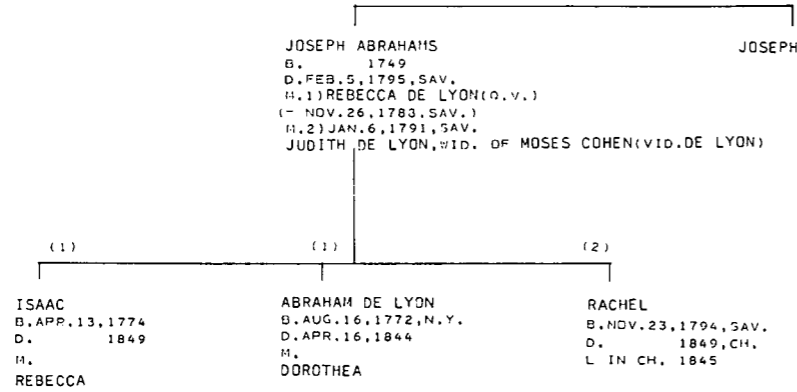 JOSEPH ABRAHAMS
B. 1749
D.FEB.5,1795,SAV.
M.1)REBECCA DE LYON(Q.V.)
(- NOV.26,1783,SAV.)
M.2)JAN.6,1791,SAV.
JUDITH DE LYON,WID. OF MOSES COHEN(VID.DE LYON)
JOSEPH
(1) (1) (2)
ISAAC
B.APR.13,1774
D. 1849
M.
REBECCA
ABRAHAM DE LYON
B.AUG.16,1772,N.Y.
D.APR.16,1844
M.
DOROTHEA
RACHEL
B.NOV.23,1794,SAV.
D. 1849,CH.
L IN CH. 1845